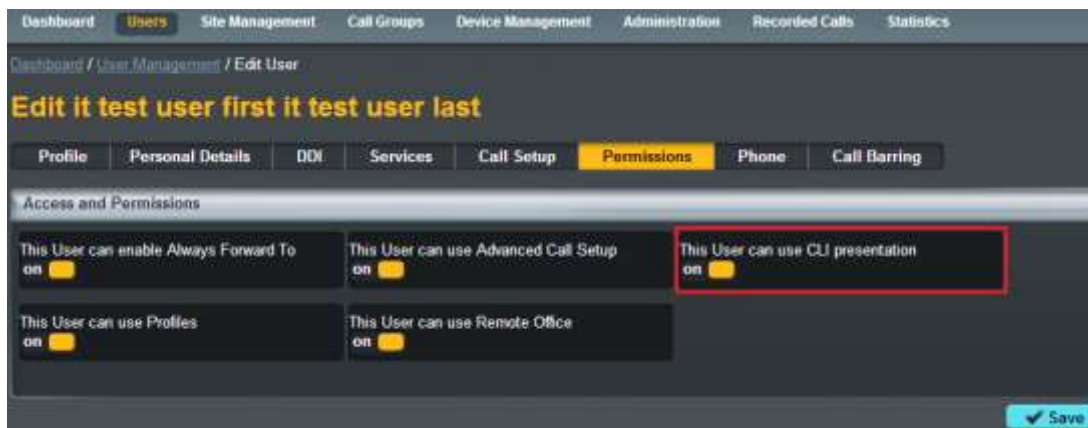 Dashboard Users Site Management Call Groups Device Management Administration Recorded Calls Statistics
Dashboard / User Management / Edit User
Edit it test user first it test user last
Profile Personal Details DDI Services Call Setup Permissions Phone Call Barring
Access and Permissions
This User can enable Always Forward To
on
This User can use Advanced Call Setup
on
This User can use CLI presentation
on
This User can use Profiles
on
This User can use Remote Office
on
Save